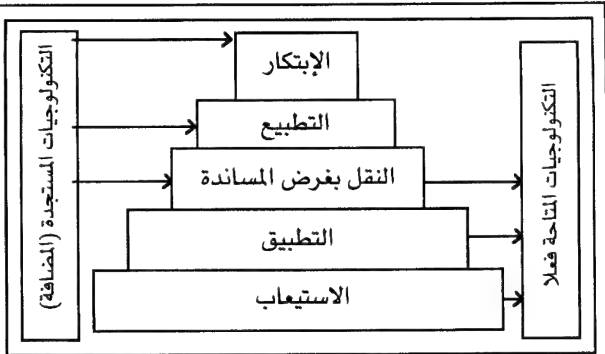 التكنولوجيات المستجدة (المضافة)
الإبتكار
التطبيع
النقل بغرض المساندة
التطبيق
الاستيعاب
التكنولوجيات المتاحة فعلا